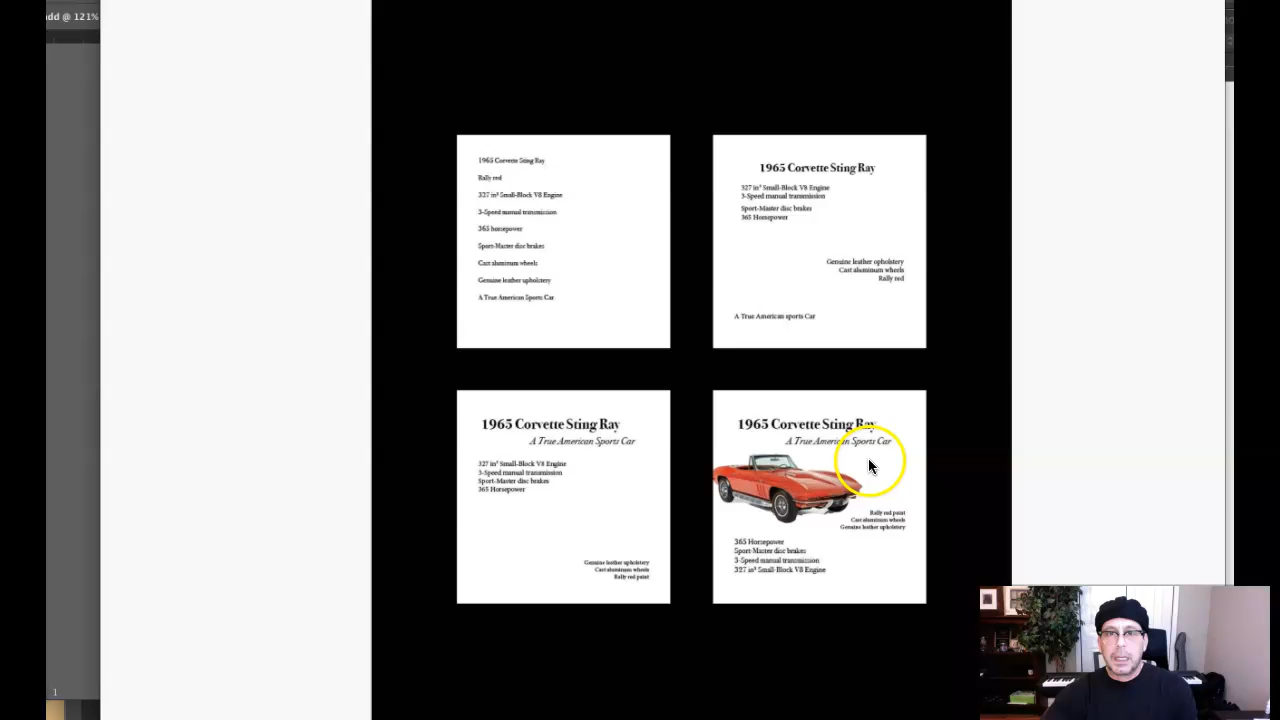 add @ 121%
1965 Corvette Sting Ray
Rally red
327 in³ Small-Block V8 Engine
3-Speed manual transmission
365 horsepower
Sport-Master disc brakes
Cast aluminum wheels
Genuine leather upholstery
A True American Sports Car
1965 Corvette Sting Ray
327 in³ Small-Block V8 Engine
3-Speed manual transmission
Sport-Master disc brakes
365 Horsepower
Genuine leather upholstery
Cast aluminum wheels
Rally red
A True American sports Car
1965 Corvette Sting Ray
A True American Sports Car
327 in³ Small-Block V8 Engine
3-Speed manual transmission
Sport-Master disc brakes
365 Horsepower
Genuine leather upholstery
Cast aluminum wheels
Rally red paint
1965 Corvette Sting Ray
A True American Sports Car
Rally red paint
Cast aluminum wheels
Genuine leather upholstery
365 Horsepower
Sport-Master disc brakes
3-Speed manual transmission
327 in³ Small-Block V8 Engine
1